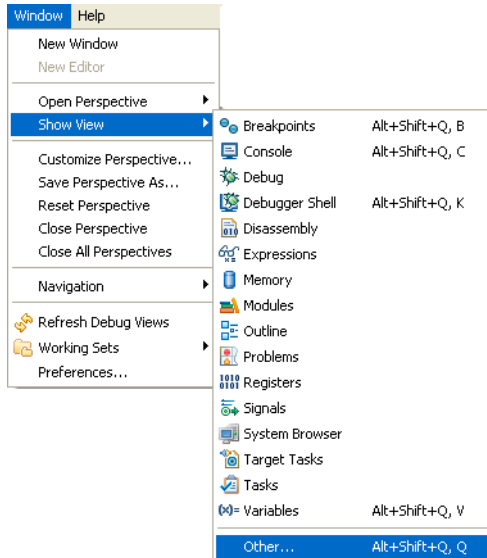 Window Help
New Window
New Editor
Open Perspective
Show View
Customize Perspective...
Save Perspective As...
Reset Perspective
Close Perspective
Close All Perspectives
Navigation
Refresh Debug Views
Working Sets
Preferences...
Breakpoints Alt+Shift+Q, B
Console Alt+Shift+Q, C
Debug
Debugger Shell Alt+Shift+Q, K
Disassembly
Expressions
Memory
Modules
Outline
Problems
Registers
Signals
System Browser
Target Tasks
Tasks
Variables Alt+Shift+Q, V
Other... Alt+Shift+Q, Q